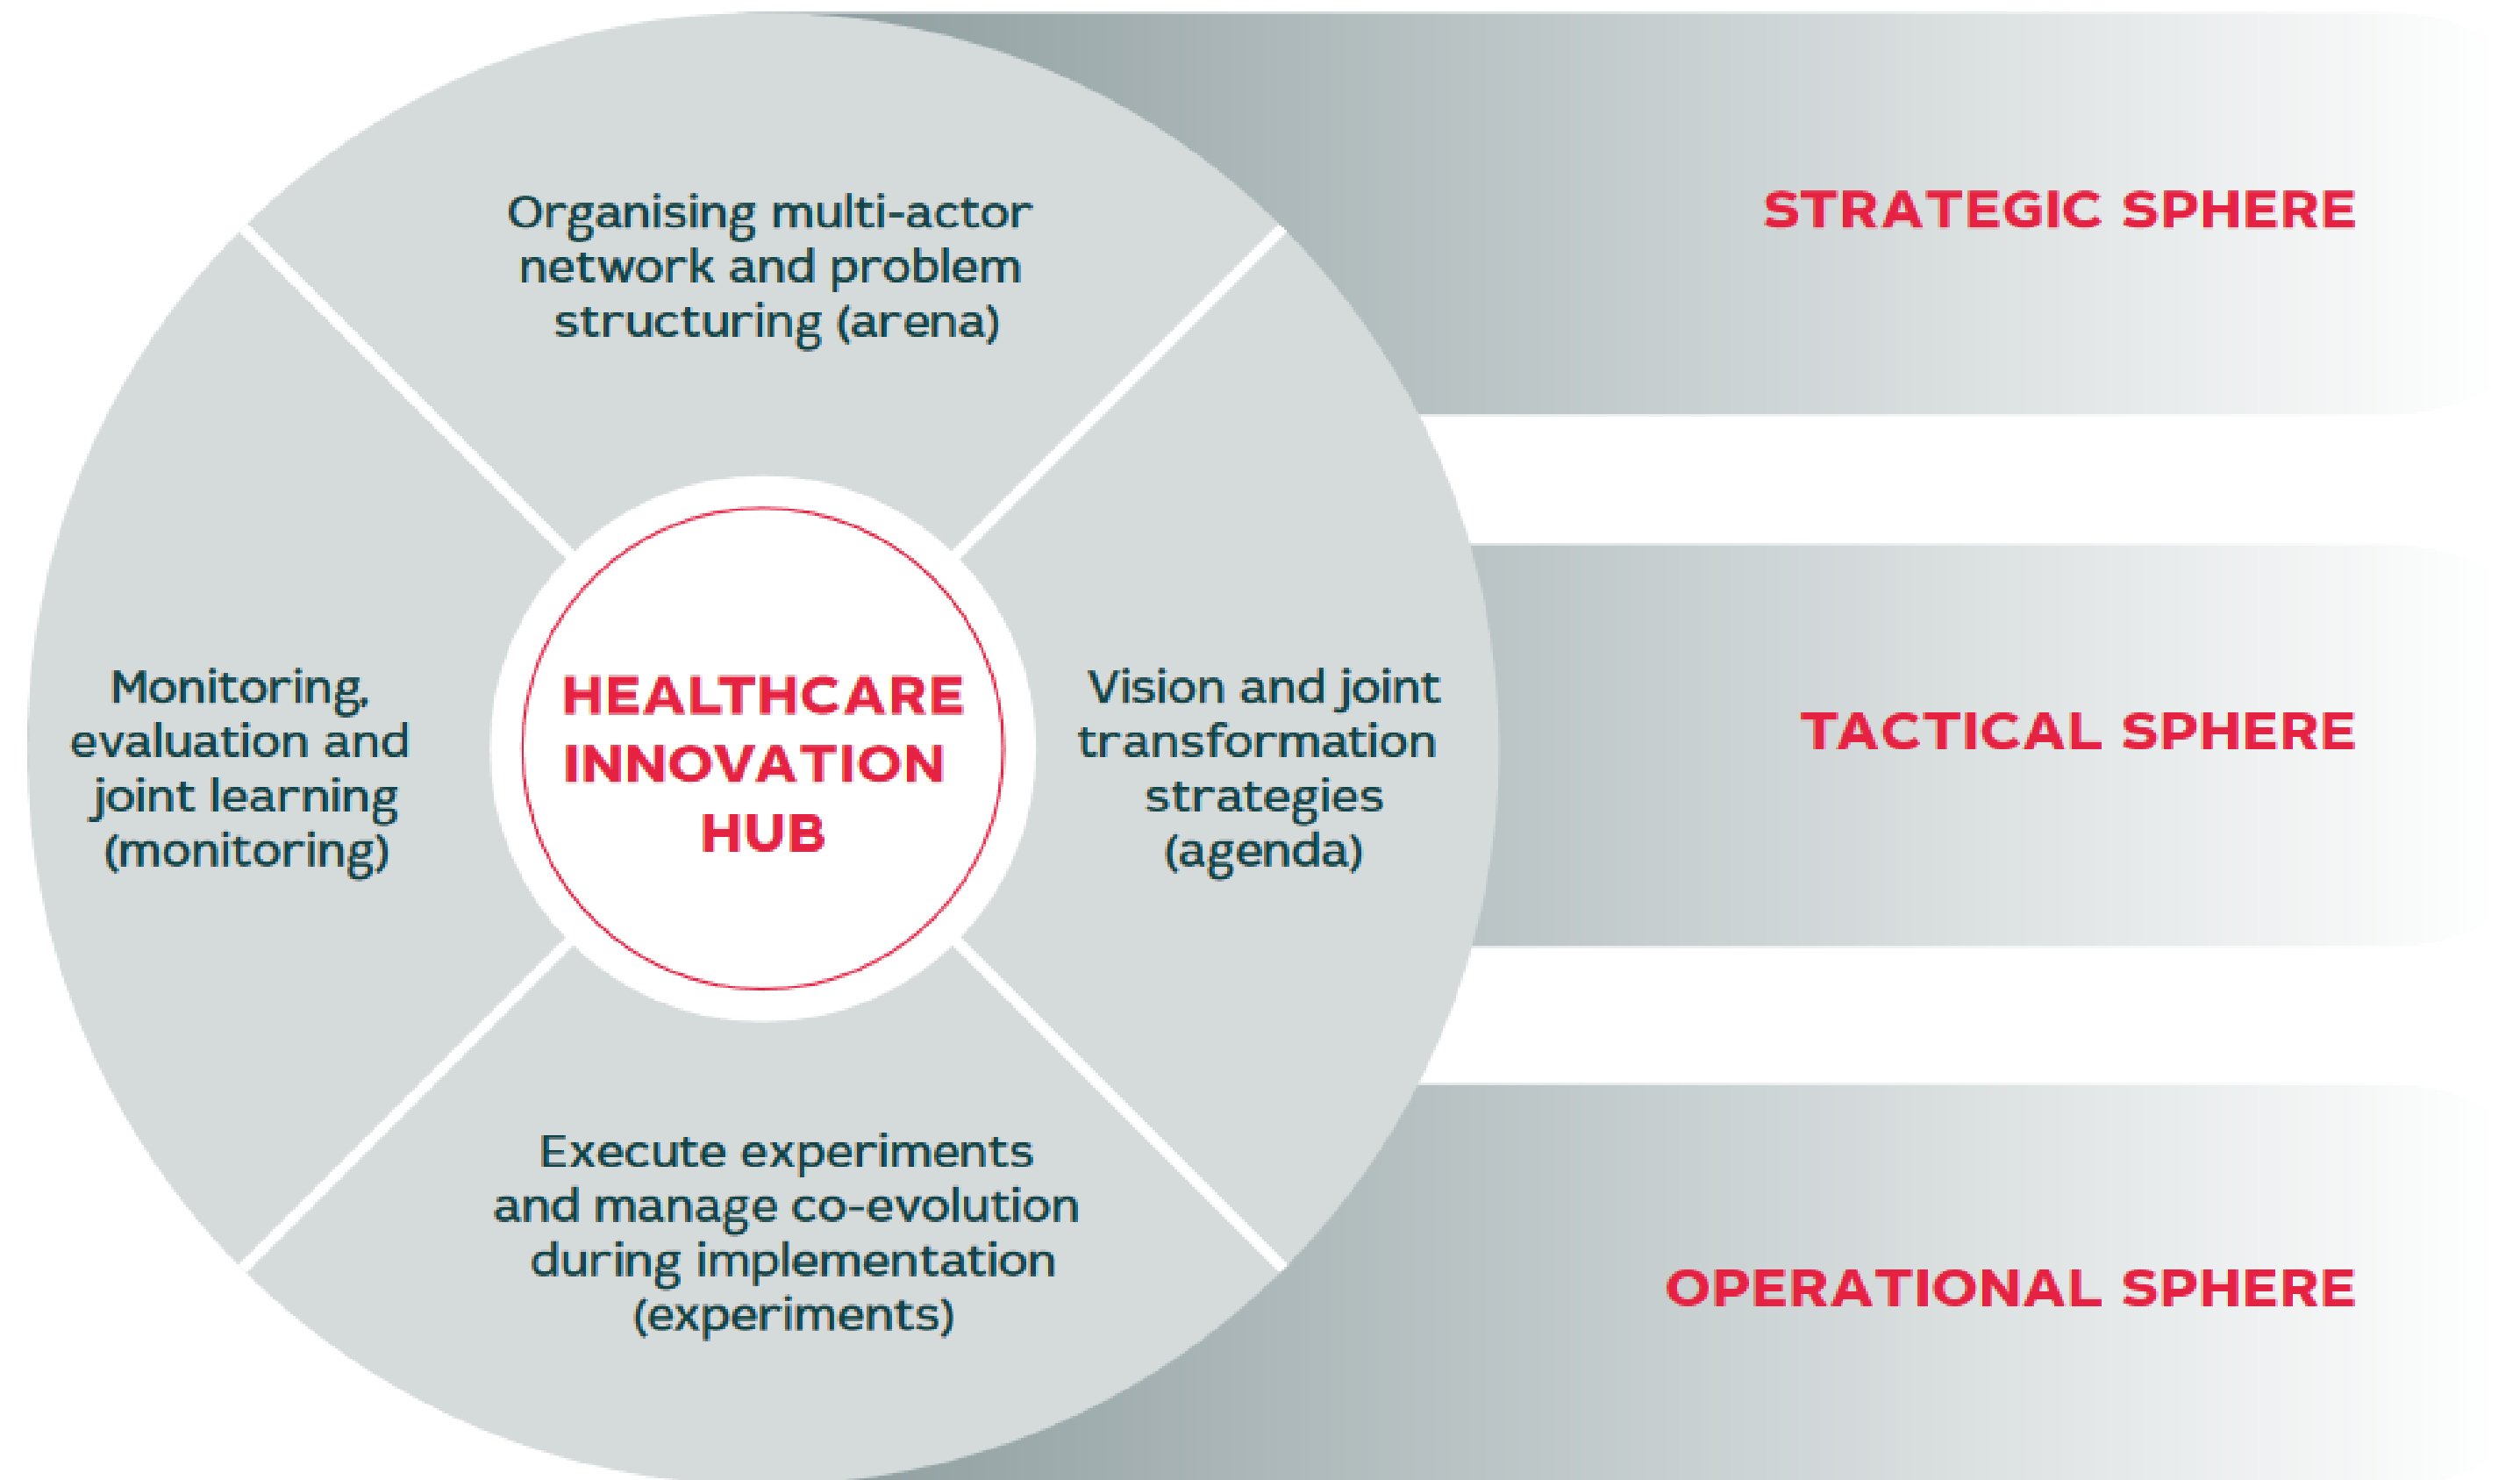 Organising multi-actor
network and problem
structuring (arena)
STRATEGIC SPHERE
Monitoring,
evaluation and
joint learning
(monitoring)
HEALTHCARE
INNOVATION
HUB
Vision and joint
transformation
strategies
(agenda)
TACTICAL SPHERE
Execute experiments
and manage co-evolution
during implementation
(experiments)
OPERATIONAL SPHERE